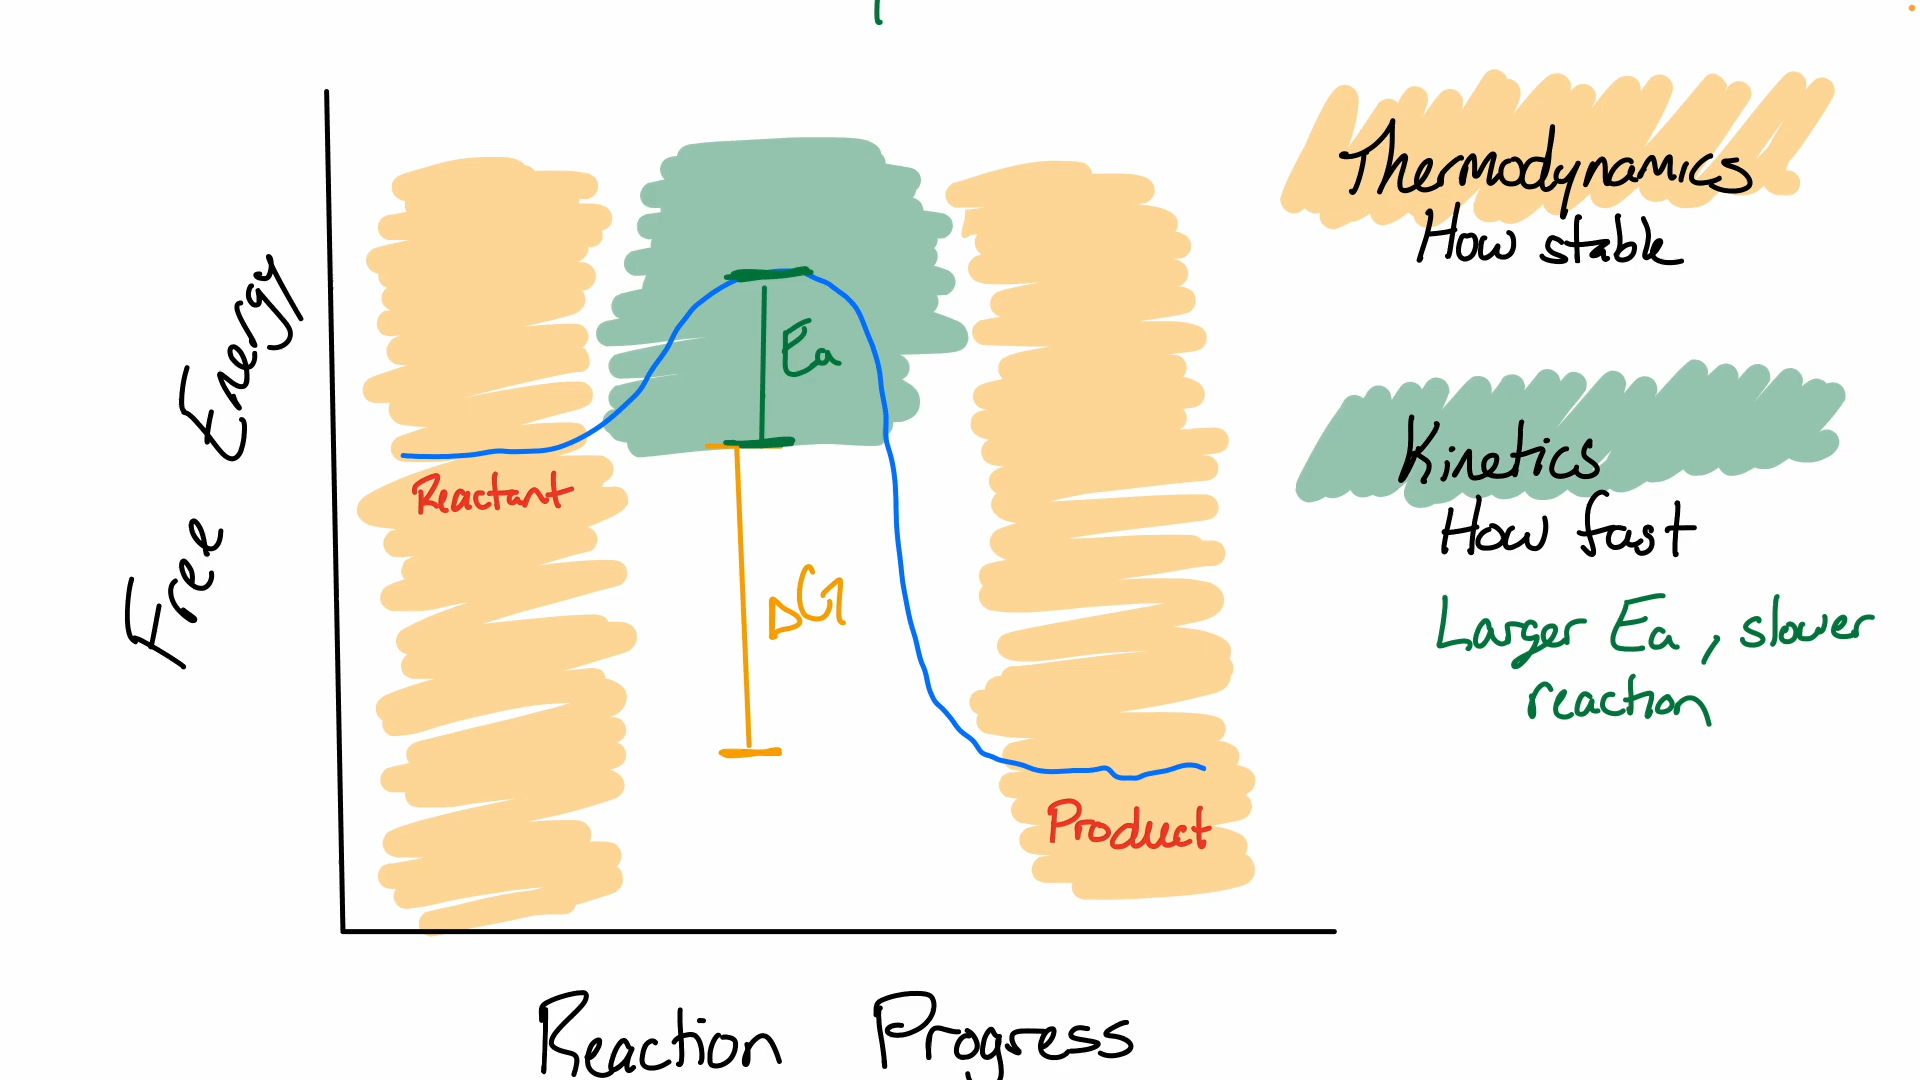 Thermodynamics
How stable
Free Energy
Ea
Reactant
Kinetics
How fast
ΔG
Larger Ea, slower
reaction
Product
Reaction Progress